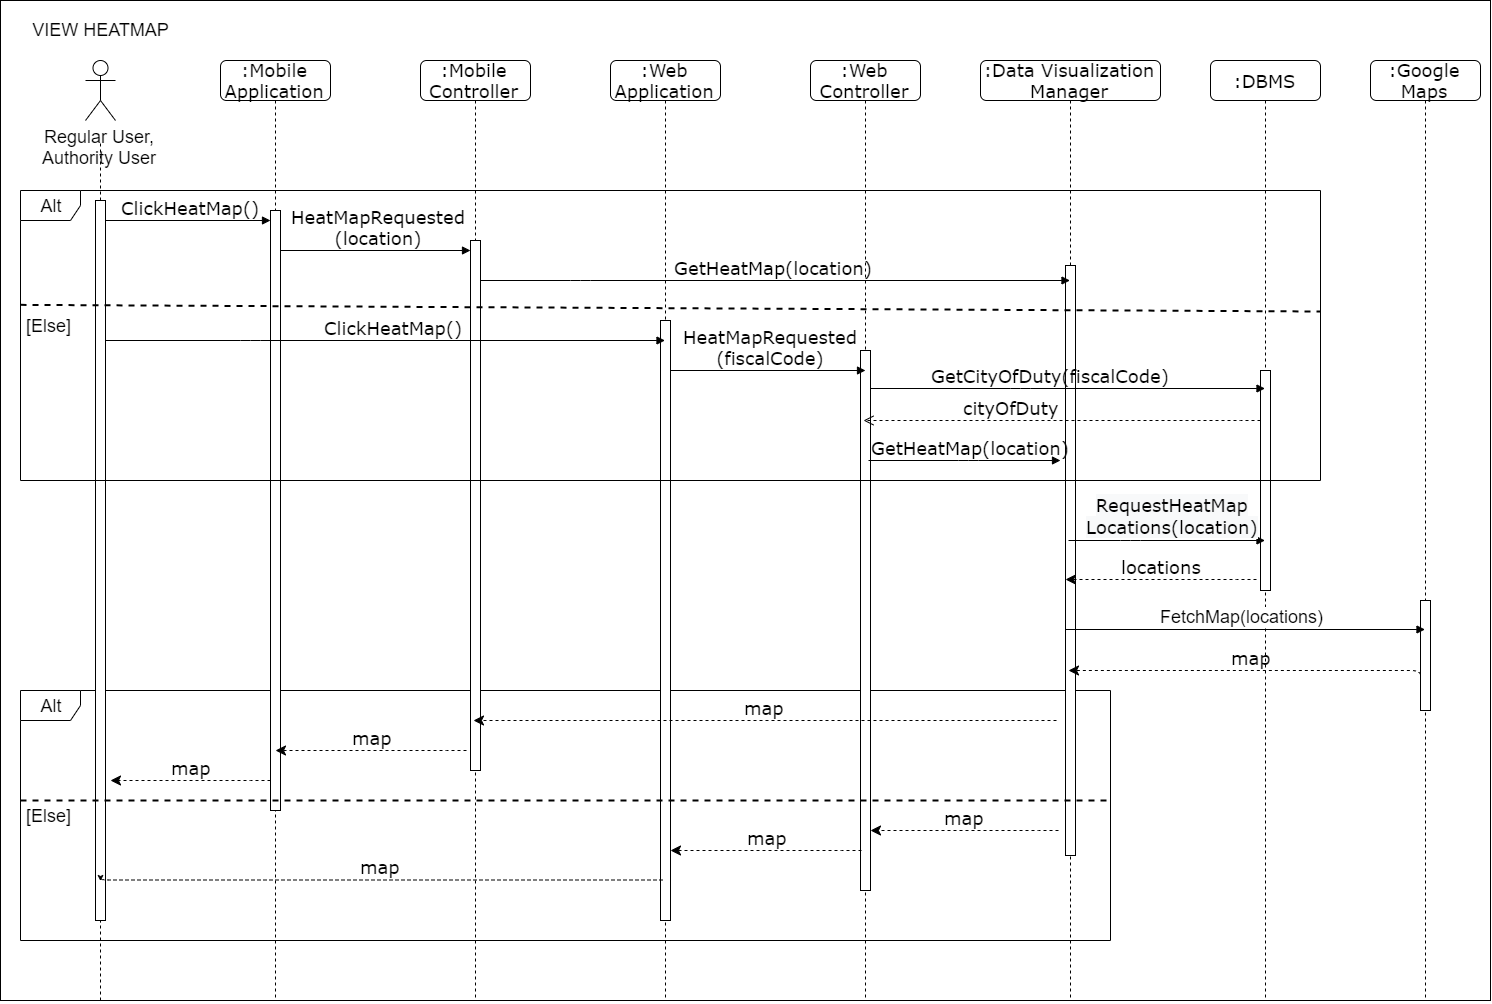 VIEW HEATMAP
:Mobile
Application
:Mobile
Controller
:Web
Application
:Web
Controller
:Data Visualization
Manager
:DBMS
:Google
Maps
Regular User,
Authority User
Alt
ClickHeatMap()
HeatMapRequested
(location)
GetHeatMap(location)
[Else]
ClickHeatMap()
HeatMapRequested
(fiscalCode)
GetCityOfDuty(fiscalCode)
cityOfDuty
GetHeatMap(location)
RequestHeatMap
Locations(location)
locations
FetchMap(locations)
map
Alt
map
map
map
[Else]
map
map
map